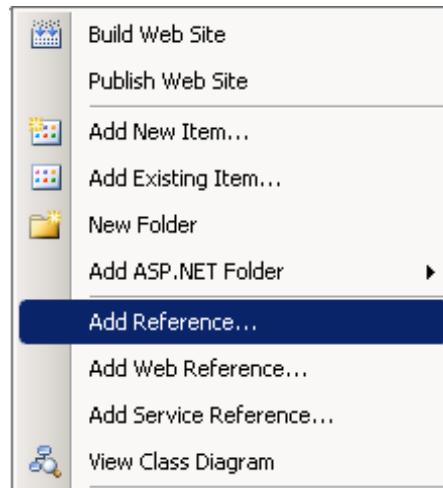 Build Web Site
Publish Web Site
Add New Item...
Add Existing Item...
New Folder
Add ASP.NET Folder
Add Reference...
Add Web Reference...
Add Service Reference...
View Class Diagram